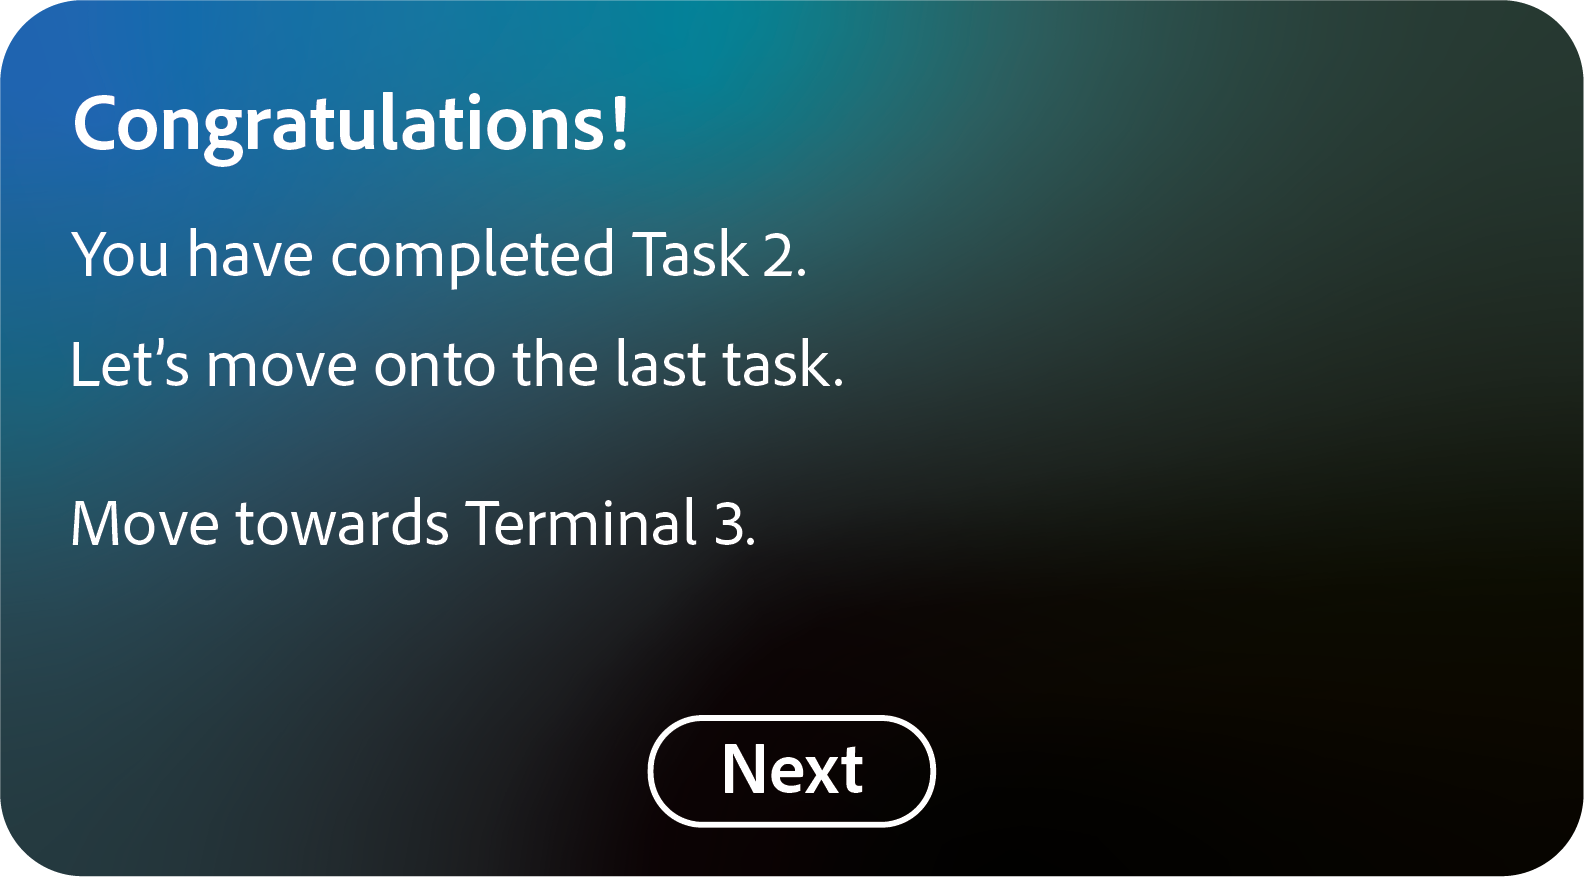 Congratulations!
You have completed Task 2.
Let’s move onto the last task.
Move towards Terminal 3.
Next